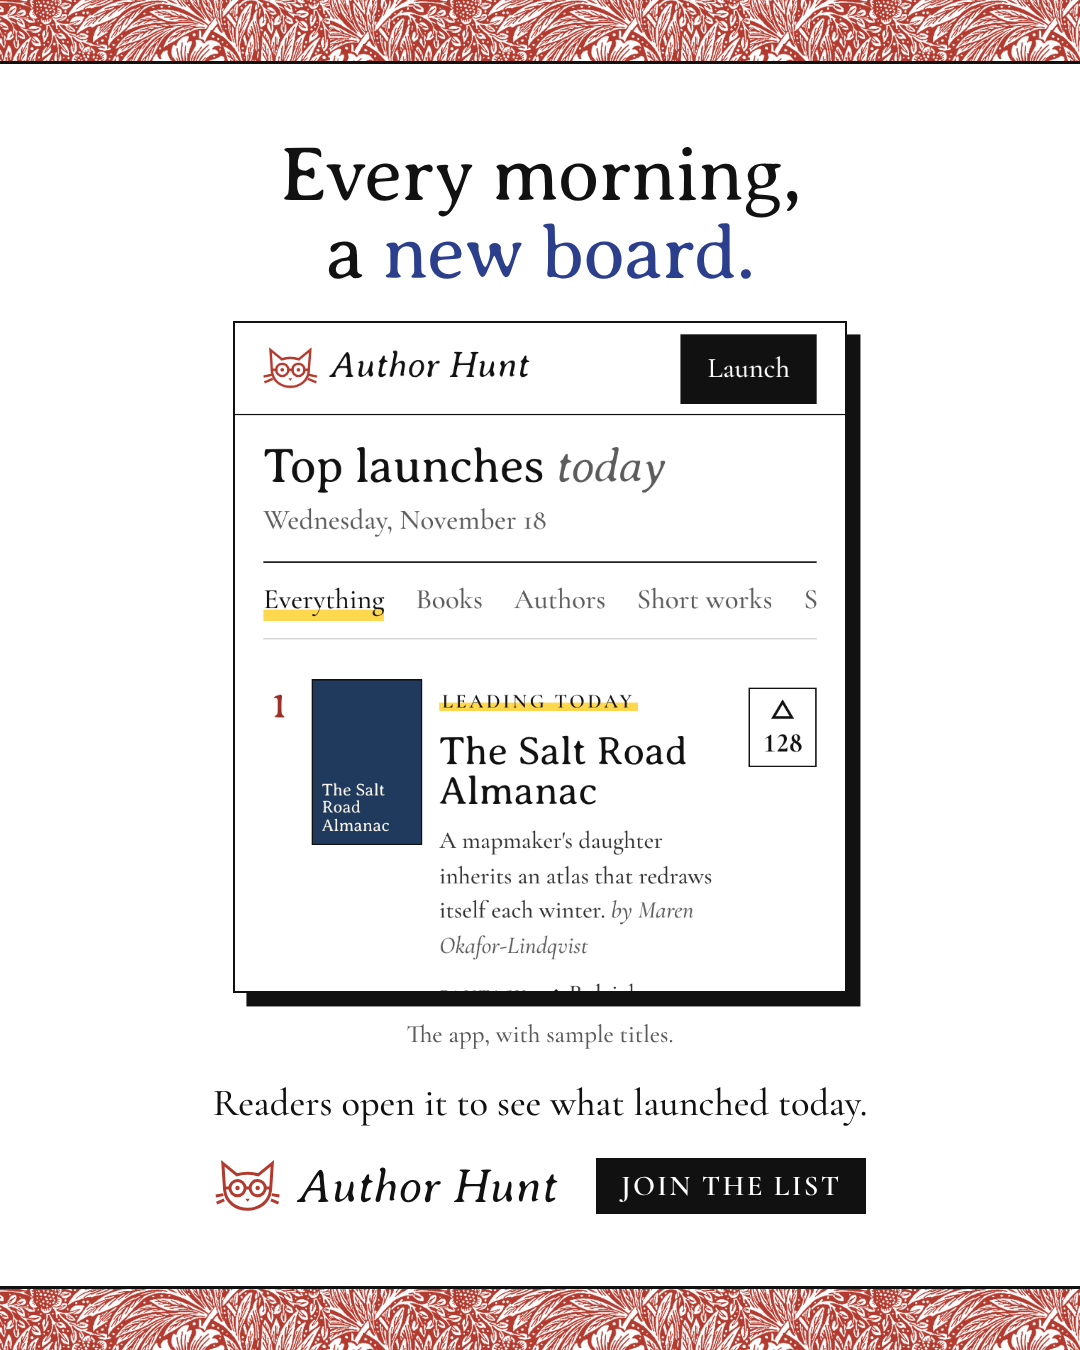 Every morning,
a new board.
Author Hunt
Launch
Top launches today
Wednesday, November 18
Everything Books Authors Short works S
1
LEADING TODAY
The Salt Road
Almanac
128
The Salt
Road
Almanac
A mapmaker's daughter
inherits an atlas that redraws
itself each winter. by Maren
Okafor-Lindqvist
The app, with sample titles.
Readers open it to see what launched today.
Author Hunt
JOIN THE LIST